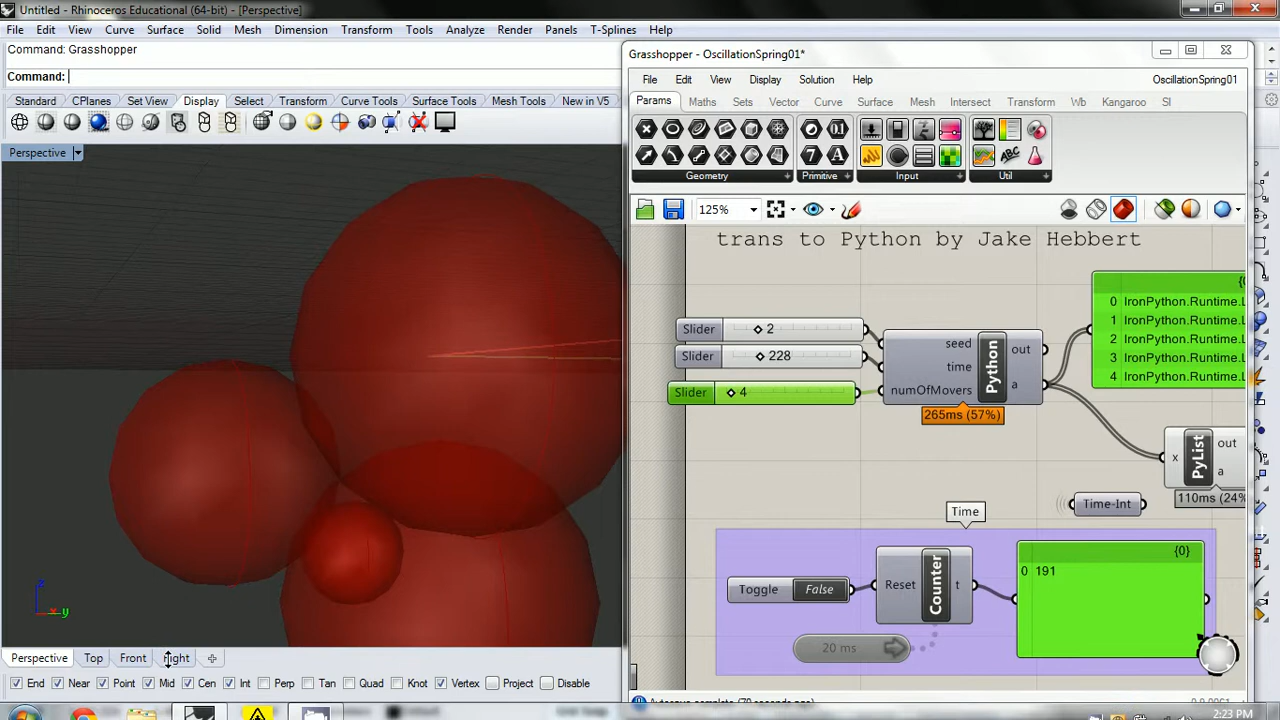 Untitled - Rhinoceros Educational (64-bit) - [Perspective]
File Edit View Curve Surface Solid Mesh Dimension Transform Tools Analyze Render Panels T-Splines Help
Command: Grasshopper
Command:
Standard CPlanes Set View Display Select Transform Curve Tools Surface Tools Mesh Tools New in V5
Perspective
Grasshopper - OscillationSpring01*
File Edit View Display Solution Help OscillationSpring01
Params Maths Sets Vector Curve Surface Mesh Intersect Transform Wb Kangaroo SI
Geometry Primitive Input Util
125%
trans to Python by Jake Hebbert
Slider 2
Slider 228
Slider 4
seed
time
numOfMovers
Python
out
a
265ms (57%)
0 IronPython.Runtime.L
1 IronPython.Runtime.L
2 IronPython.Runtime.L
3 IronPython.Runtime.L
4 IronPython.Runtime.L
x PyList out
a
110ms (24%
Time-Int
Time
Toggle False
Reset Counter t
20 ms
{0}
0 191
z
y
Perspective Top Front Right
End Near Point Mid Cen Int Perp Tan Quad Knot Vertex Project Disable
2:23 PM